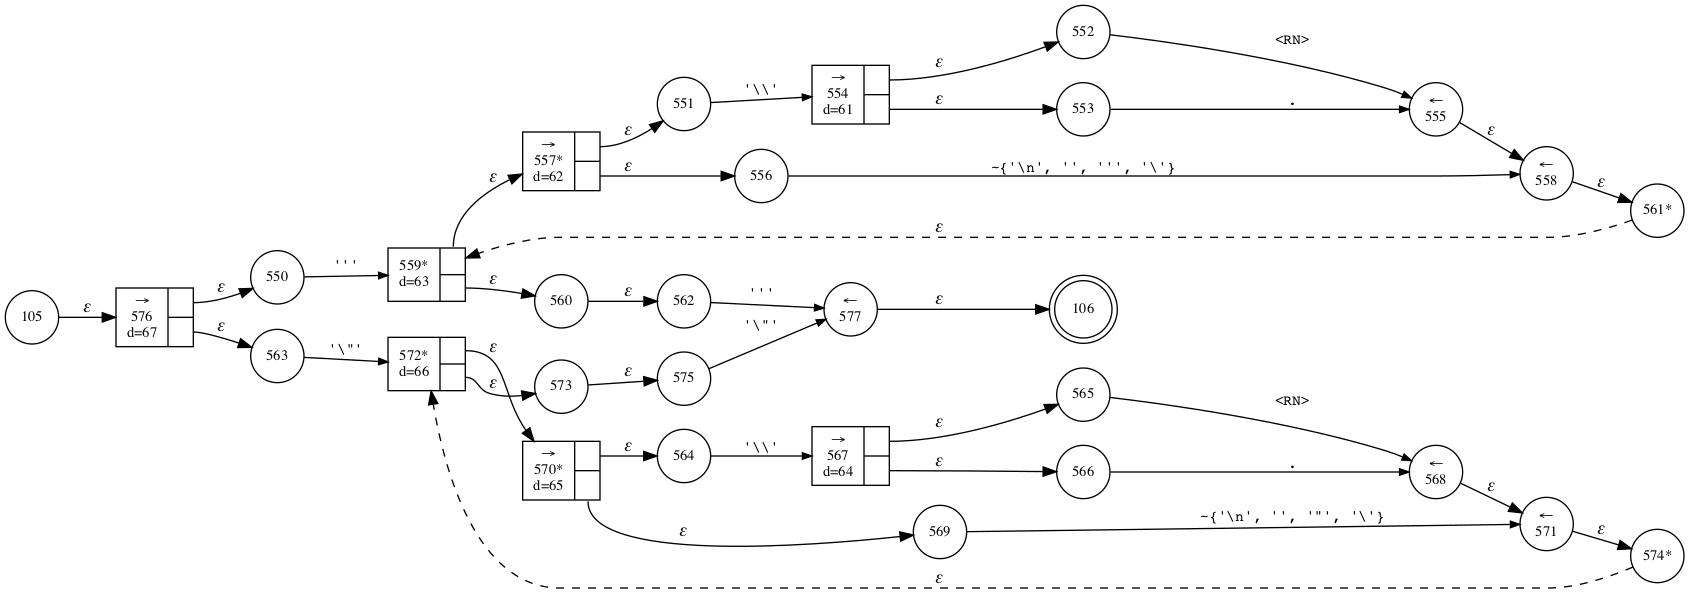 105
ε
→
576
d=67
ε
ε
550
563
'''
'\"'
559*
d=63
572*
d=66
ε
ε
ε
ε
→
557*
d=62
ε
ε
551
'\\'
→
554
d=61
ε
ε
552
<RN>
553
.
←
555
ε
556
~{'\n', '', ''', '\'}
←
558
ε
561*
ε
560
ε
562
'''
573
ε
575
'\"'
←
577
ε
106
→
570*
d=65
ε
ε
564
'\\'
→
567
d=64
ε
ε
565
<RN>
566
.
←
568
ε
569
~{'\n', '', '"', '\'}
←
571
ε
574*
ε